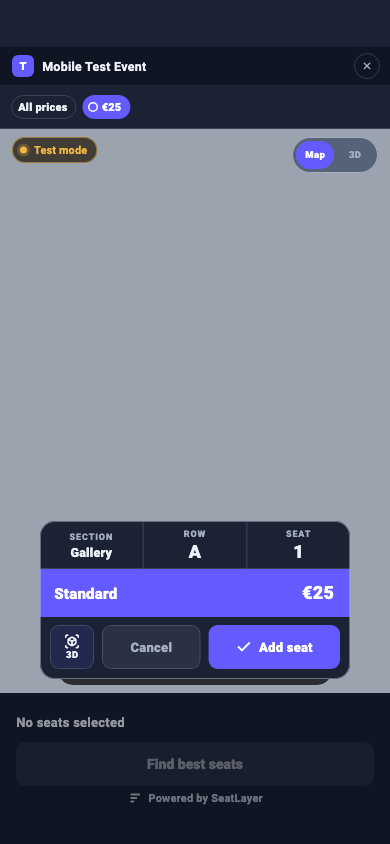 T Mobile Test Event
All prices €25
Test mode
Map 3D
SECTION ROW SEAT
Gallery A 1
Standard €25
3D Cancel Add seat
No seats selected
Find best seats
Powered by SeatLayer